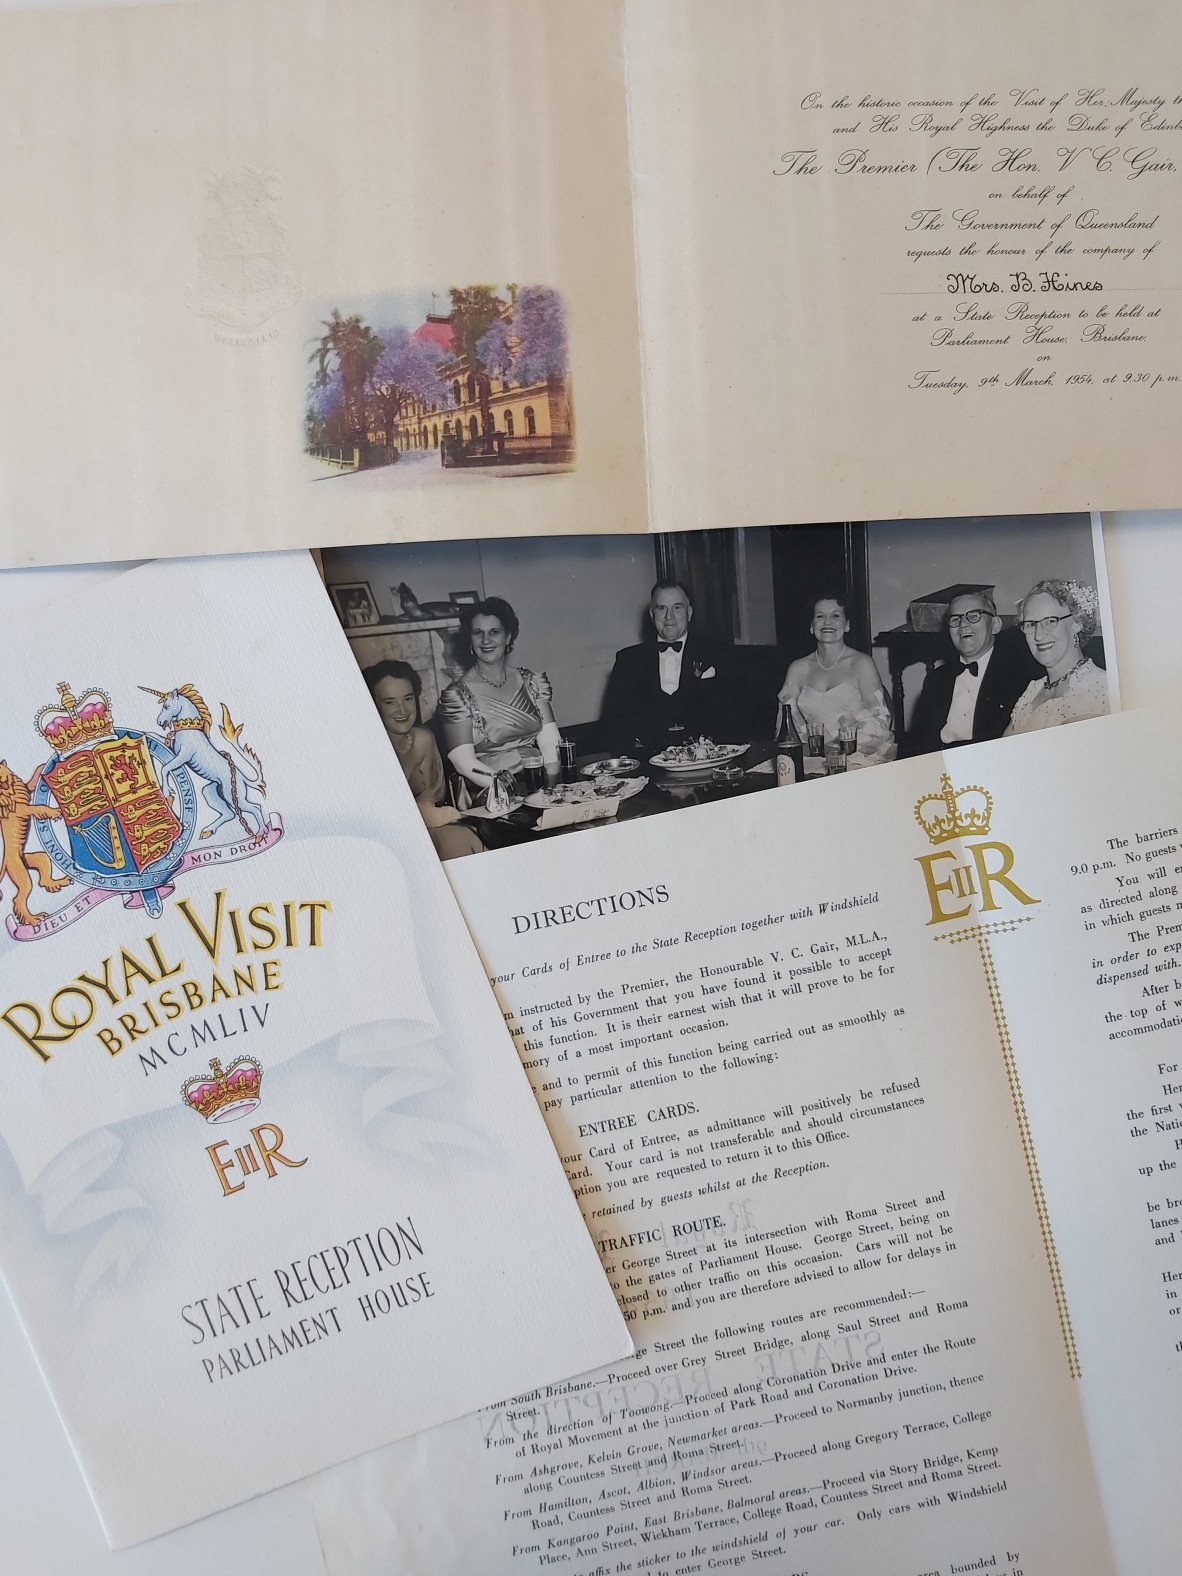 On the historic occasion of the Visit of Her Majesty
and His Royal Highness the Duke of
The Premier (The Hon. V C. Gair,
on behalf of
The Government of Queensland
requests the honour of the company of
Mrs. B. Hines
at a State Reception to be held at
Parliament House, Brisbane,
on
Tuesday, 9th March, 1954, at 9.30 p.m.
HONI S
PENSE
DIEU ET MON DROIT
ROYAL VISIT
BRISBANE
MCMLIV
EIIR
STATE RECEPTION
PARLIAMENT HOUSE
DIRECTIONS
your Cards of Entree to the State Reception together with Windshield
instructed by the Premier, the Honourable V. C. Gair, M.L.A.,
of his Government that you have found it possible to accept
this function. It is their earnest wish that it will prove to be for
of a most important occasion.
and to permit of this function being carried out as smoothly as
pay particular attention to the following:
ENTREE CARDS.
your Card of Entree, as admittance will positively be refused
Card. Your card is not transferable and should circumstances
you are requested to return it to this Office.
retained by guests whilst at the Reception.
TRAFFIC ROUTE.
George Street at its intersection with Roma Street and
to the gates of Parliament House. George Street, being on
closed to other traffic on this occasion. Cars will not be
50 p.m. and you are therefore advised to allow for delays in
Street the following routes are recommended:—
From South Brisbane.—Proceed over Grey Street Bridge, along Saul Street and Roma
Street.
From the direction of Toowong.—Proceed along Coronation Drive and enter the Route
of Royal Movement at the junction of Park Road and Coronation Drive.
From Ashgrove, Kelvin Grove, Newmarket areas.—Proceed to Normanby junction, thence
along Countess Street and Roma Street.
From Hamilton, Ascot, Albion, Windsor areas.—Proceed along Gregory Terrace, College
Road, Countess Street and Roma Street.
From Kangaroo Point, East Brisbane, Balmoral areas.—Proceed via Story Bridge, Kemp
Place, Ann Street, Wickham Terrace, College Road, Countess Street and Roma Street.
affix the sticker to the windshield of your car. Only cars with Windshield
to enter George Street.
bounded by
in
EIIR
The barriers
9.0 p.m. No guests
You will
as directed along
in which guests
The
in order to
dispensed with.
After
the top of
For
the first
the
up the
be
lanes
and
in
or